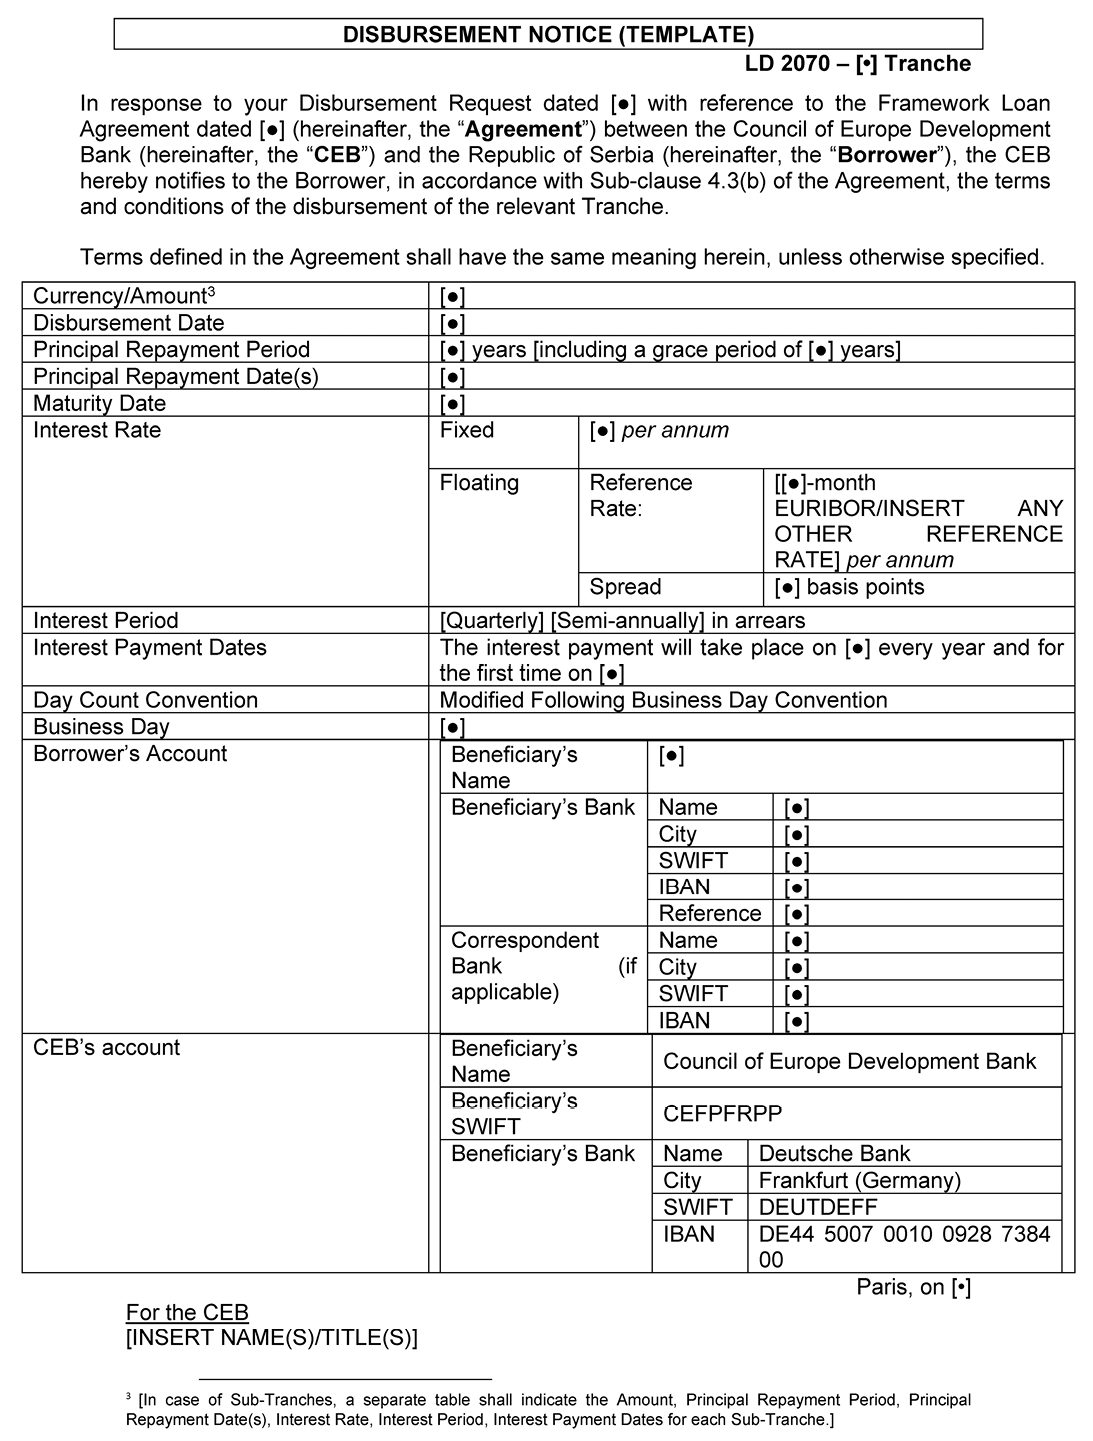 DISBURSEMENT NOTICE (TEMPLATE)
LD 2070 – [•] Tranche
In response to your Disbursement Request dated [●] with reference to the Framework Loan
Agreement dated [●] (hereinafter, the “Agreement”) between the Council of Europe Development
Bank (hereinafter, the “CEB”) and the Republic of Serbia (hereinafter, the “Borrower”), the CEB
hereby notifies to the Borrower, in accordance with Sub-clause 4.3(b) of the Agreement, the terms
and conditions of the disbursement of the relevant Tranche.
Terms defined in the Agreement shall have the same meaning herein, unless otherwise specified.
Currency/Amount³ [●]
Disbursement Date [●]
Principal Repayment Period [●] years [including a grace period of [●] years]
Principal Repayment Date(s) [●]
Maturity Date [●]
Interest Rate Fixed [●] per annum
Floating Reference [[●]-month
Rate: EURIBOR/INSERT ANY
OTHER REFERENCE
RATE] per annum
Spread [●] basis points
Interest Period [Quarterly] [Semi-annually] in arrears
Interest Payment Dates The interest payment will take place on [●] every year and for
the first time on [●]
Day Count Convention Modified Following Business Day Convention
Business Day [●]
Borrower’s Account Beneficiary’s [●]
Name
Beneficiary’s Bank Name [●]
City [●]
SWIFT [●]
IBAN [●]
Reference [●]
Correspondent Name [●]
Bank (if City [●]
applicable) SWIFT [●]
IBAN [●]
CEB’s account Beneficiary’s
Name Council of Europe Development Bank
Beneficiary’s
SWIFT CEFPFRPP
Beneficiary’s Bank Name Deutsche Bank
City Frankfurt (Germany)
SWIFT DEUTDEFF
IBAN DE44 5007 0010 0928 7384
00
Paris, on [•]
For the CEB
[INSERT NAME(S)/TITLE(S)]
³ [In case of Sub-Tranches, a separate table shall indicate the Amount, Principal Repayment Period, Principal
Repayment Date(s), Interest Rate, Interest Period, Interest Payment Dates for each Sub-Tranche.]